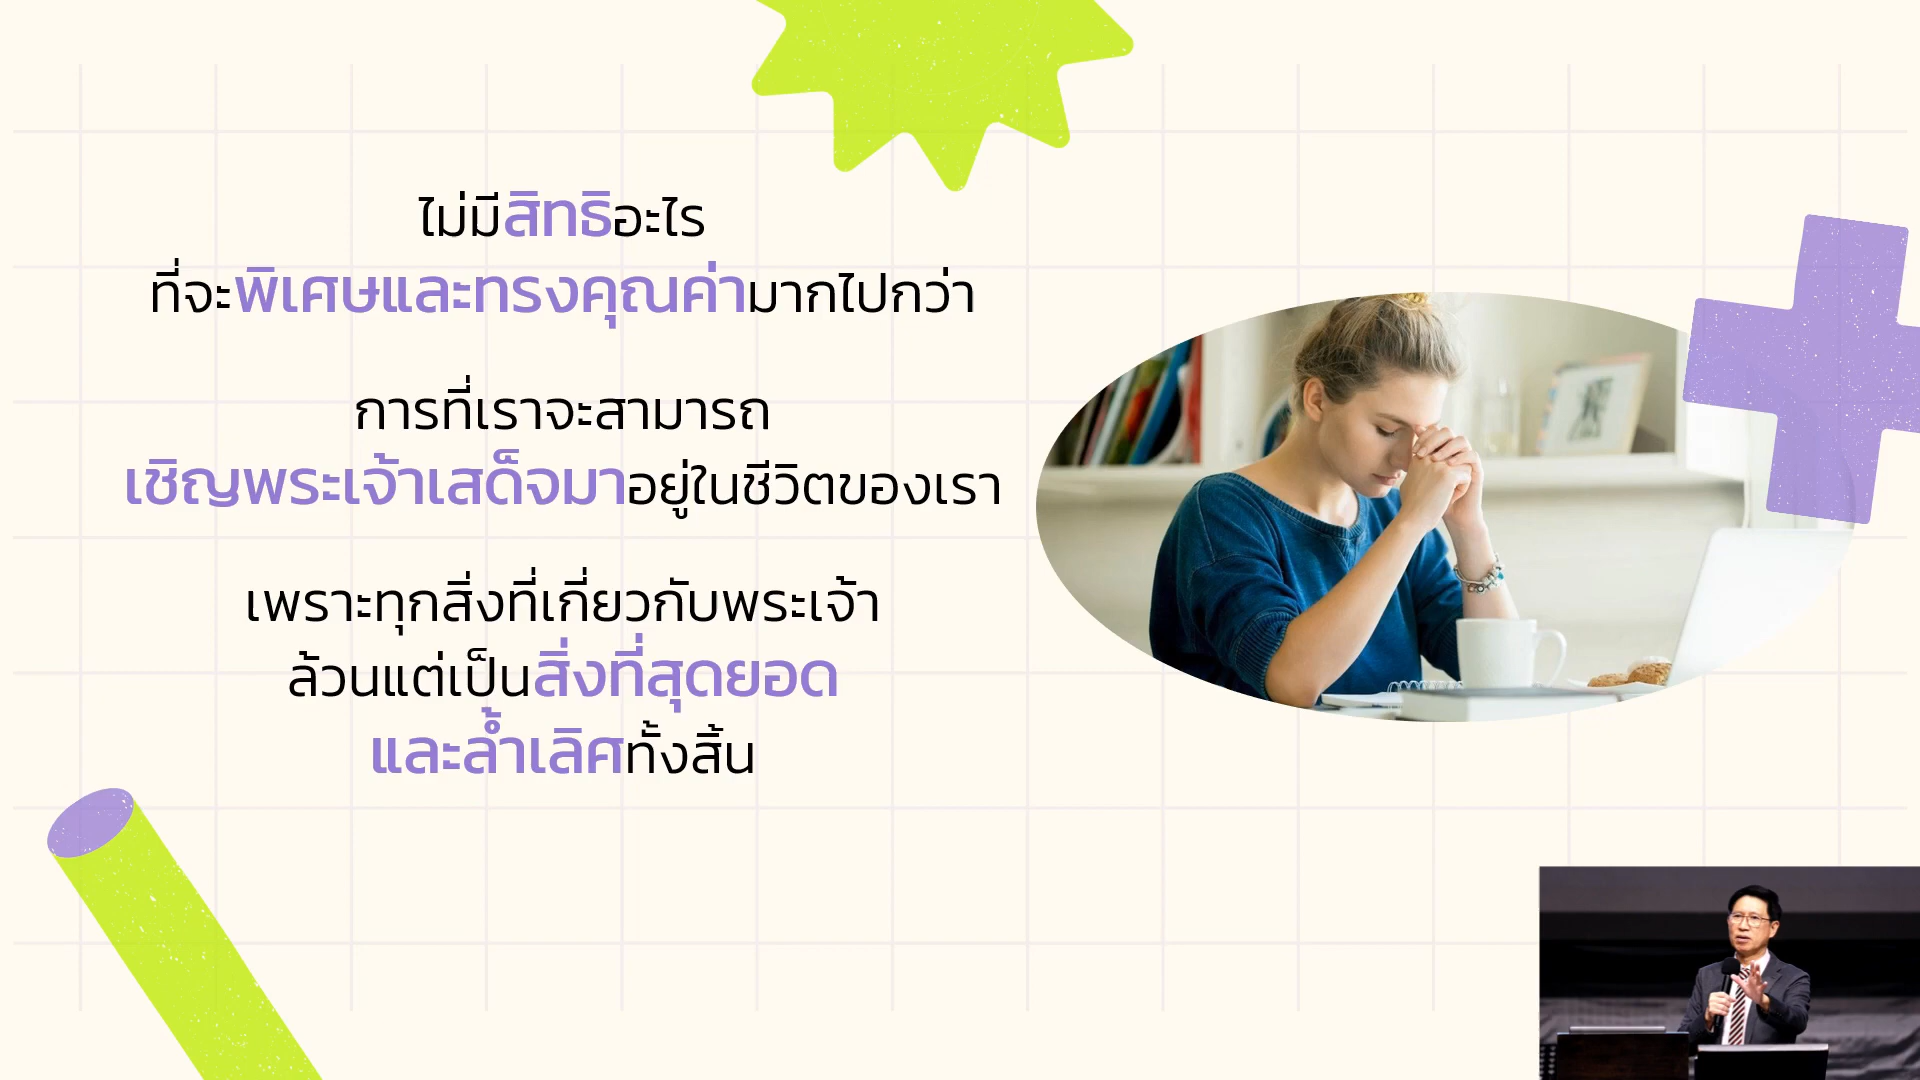 ไม่มีสิทธิอะไร
ที่จะพิเศษและทรงคุณค่ามากไปกว่า
การที่เราจะสามารถ
เชิญพระเจ้าเสด็จมาอยู่ในชีวิตของเรา
เพราะทุกสิ่งที่เกี่ยวกับพระเจ้า
ล้วนแต่เป็นสิ่งที่สุดยอด
และล้ำเลิศทั้งสิ้น